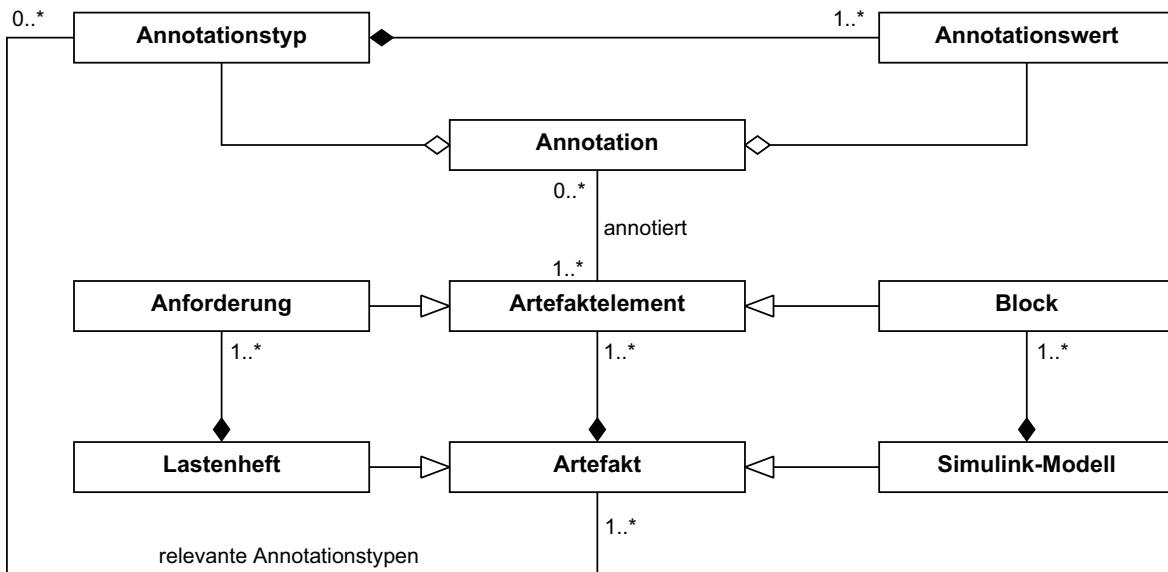 0..*
Annotationstyp
1..*
Annotationswert
Annotation
0..*
annotiert
1..*
Anforderung
Artefaktelement
Block
1..*
1..*
1..*
Lastenheft
Artefakt
Simulink-Modell
1..*
relevante Annotationstypen